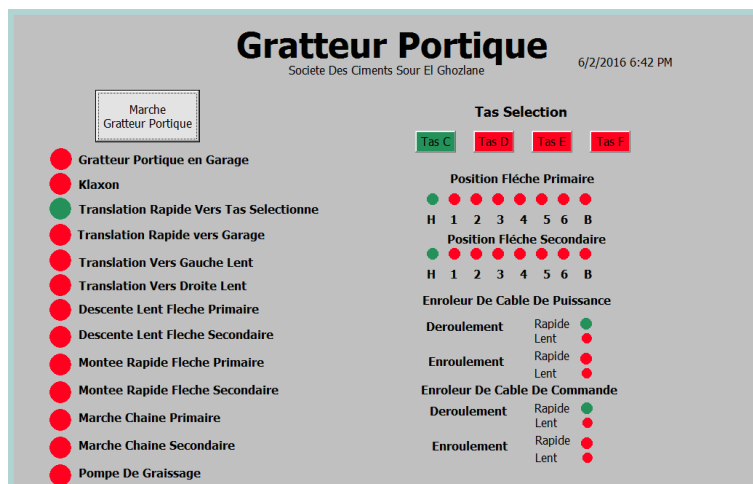 Gratteur Portique
Societe Des Ciments Sour El Ghozlane
6/2/2016 6:42 PM
Marche
Gratteur Portique
Gratteur Portique en Garage
Klaxon
Translation Rapide Vers Tas Selectionne
Translation Rapide vers Garage
Translation Vers Gauche Lent
Translation Vers Droite Lent
Descente Lent Fleche Primaire
Descente Lent Fleche Secondaire
Montee Rapide Fleche Primaire
Montee Rapide Fleche Secondaire
Marche Chaine Primaire
Marche Chaine Secondaire
Pompe De Graissage
Tas Selection
Tas C Tas D Tas E Tas F
Position Fléche Primaire
H 1 2 3 4 5 6 B
Position Fléche Secondaire
H 1 2 3 4 5 6 B
Enroleur De Cable De Puissance
Deroulement Rapide
Lent
Enroulement Rapide
Lent
Enroleur De Cable De Commande
Deroulement Rapide
Lent
Enroulement Rapide
Lent